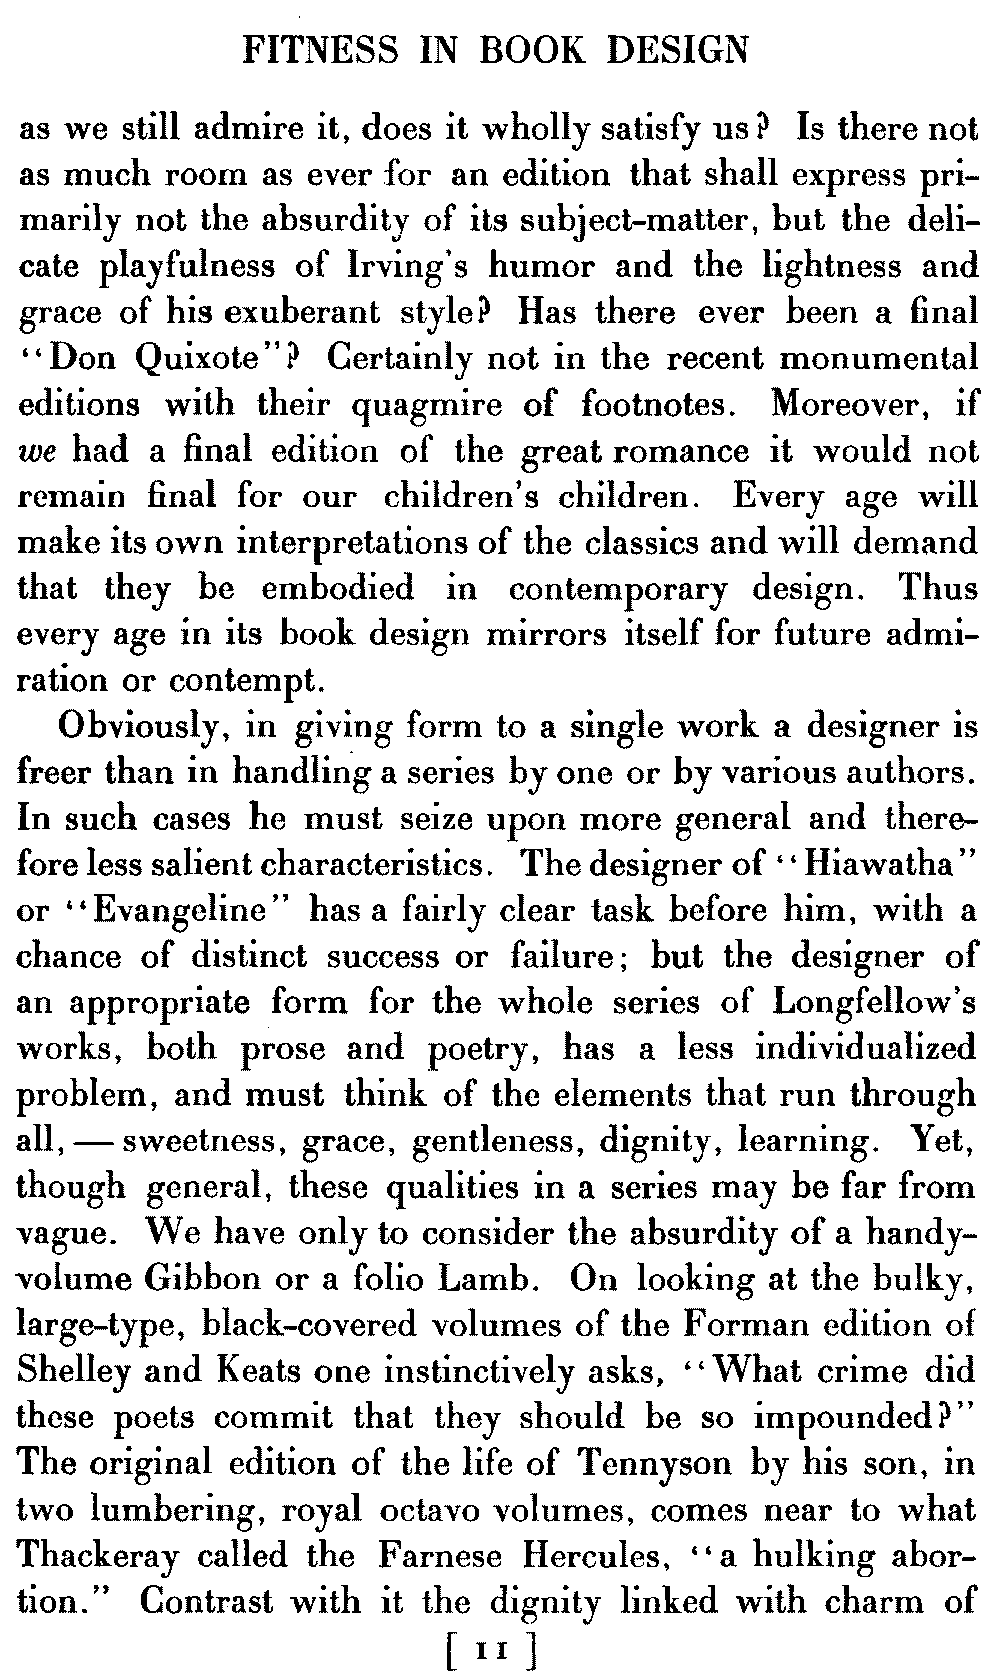 FITNESS IN BOOK DESIGN
as we still admire it, does it wholly satisfy us? Is there not
as much room as ever for an edition that shall express pri-
marily not the absurdity of its subject-matter, but the deli-
cate playfulness of Irving's humor and the lightness and
grace of his exuberant style? Has there ever been a final
"Don Quixote"? Certainly not in the recent monumental
editions with their quagmire of footnotes. Moreover, if
we had a final edition of the great romance it would not
remain final for our children's children. Every age will
make its own interpretations of the classics and will demand
that they be embodied in contemporary design. Thus
every age in its book design mirrors itself for future admi-
ration or contempt.
Obviously, in giving form to a single work a designer is
freer than in handling a series by one or by various authors.
In such cases he must seize upon more general and there-
fore less salient characteristics. The designer of "Hiawatha"
or "Evangeline" has a fairly clear task before him, with a
chance of distinct success or failure; but the designer of
an appropriate form for the whole series of Longfellow's
works, both prose and poetry, has a less individualized
problem, and must think of the elements that run through
all, — sweetness, grace, gentleness, dignity, learning. Yet,
though general, these qualities in a series may be far from
vague. We have only to consider the absurdity of a handy-
volume Gibbon or a folio Lamb. On looking at the bulky,
large-type, black-covered volumes of the Forman edition of
Shelley and Keats one instinctively asks, "What crime did
these poets commit that they should be so impounded?"
The original edition of the life of Tennyson by his son, in
two lumbering, royal octavo volumes, comes near to what
Thackeray called the Farnese Hercules, "a hulking abor-
tion." Contrast with it the dignity linked with charm of
[ 11 ]